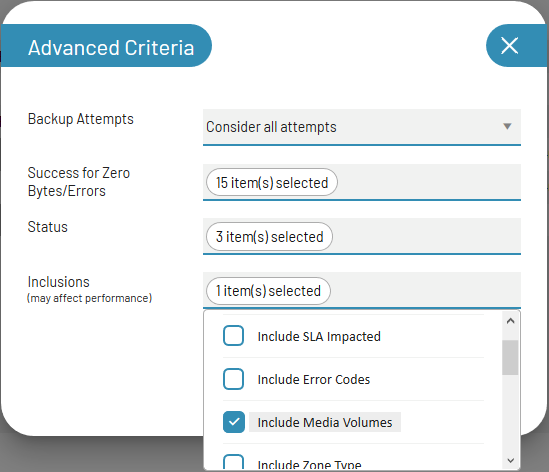 Advanced Criteria
Backup Attempts
Consider all attempts
Success for Zero
Bytes/Errors
15 item(s) selected
Status
3 item(s) selected
Inclusions
(may affect performance)
1 item(s) selected
Include SLA Impacted
Include Error Codes
Include Media Volumes
Include Zone Type